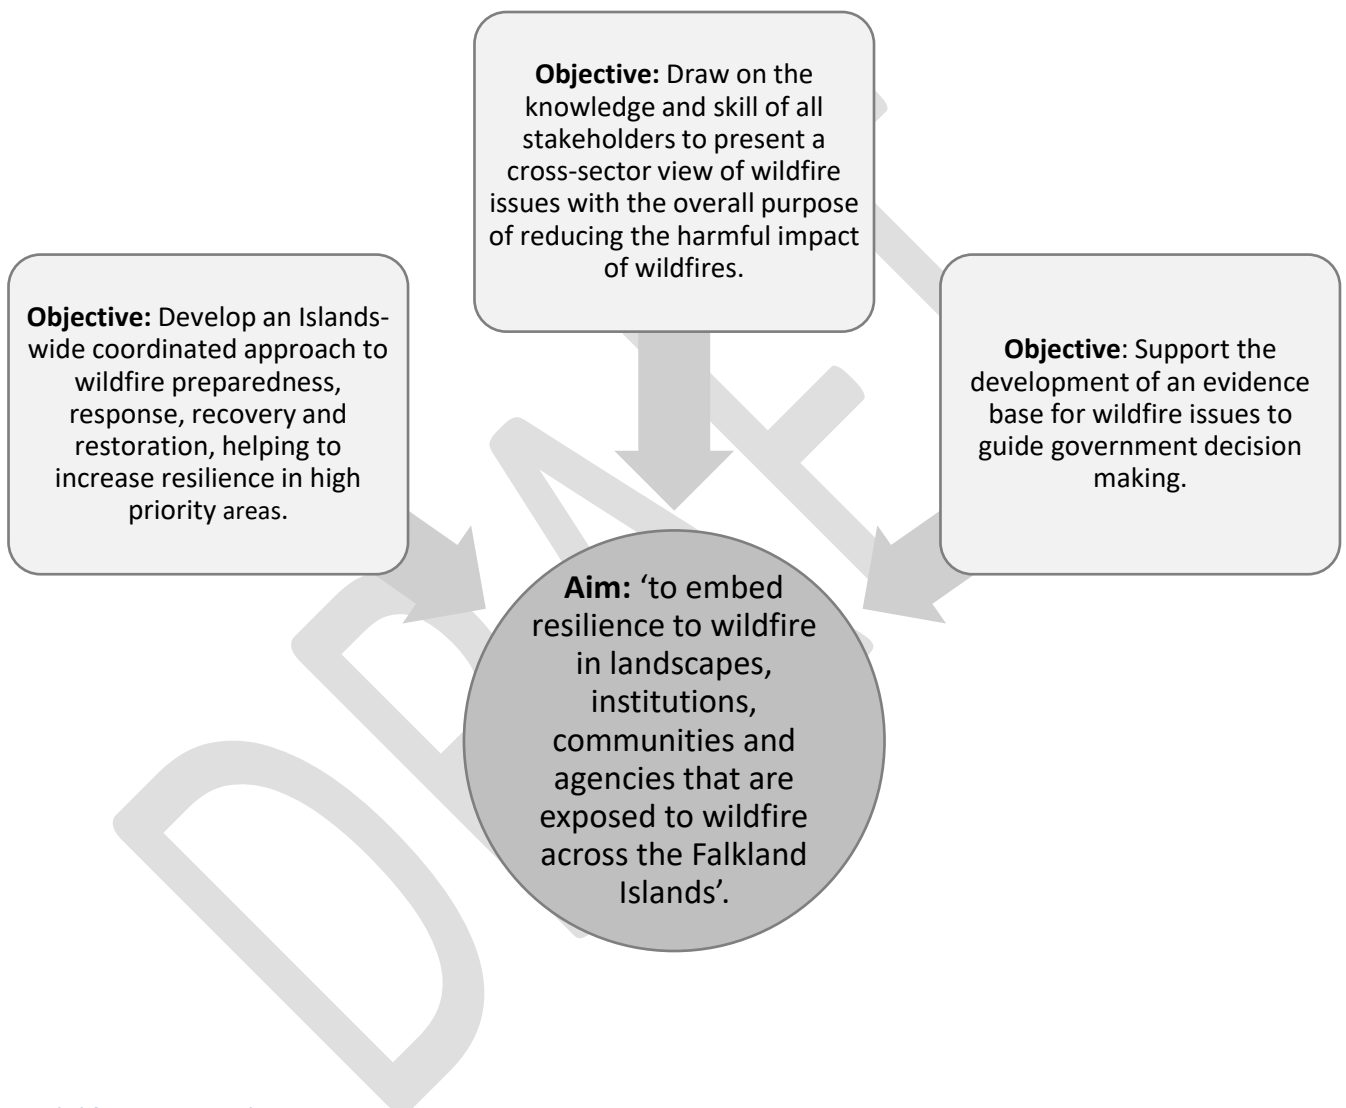 Objective: Draw on the
knowledge and skill of all
stakeholders to present a
cross-sector view of wildfire
issues with the overall purpose
of reducing the harmful impact
of wildfires.
Objective: Develop an Islands-
wide coordinated approach to
wildfire preparedness,
response, recovery and
restoration, helping to
increase resilience in high
priority areas.
Objective: Support the
development of an evidence
base for wildfire issues to
guide government decision
making.
Aim: ‘to embed
resilience to wildfire
in landscapes,
institutions,
communities and
agencies that are
exposed to wildfire
across the Falkland
Islands’.
DRAFT